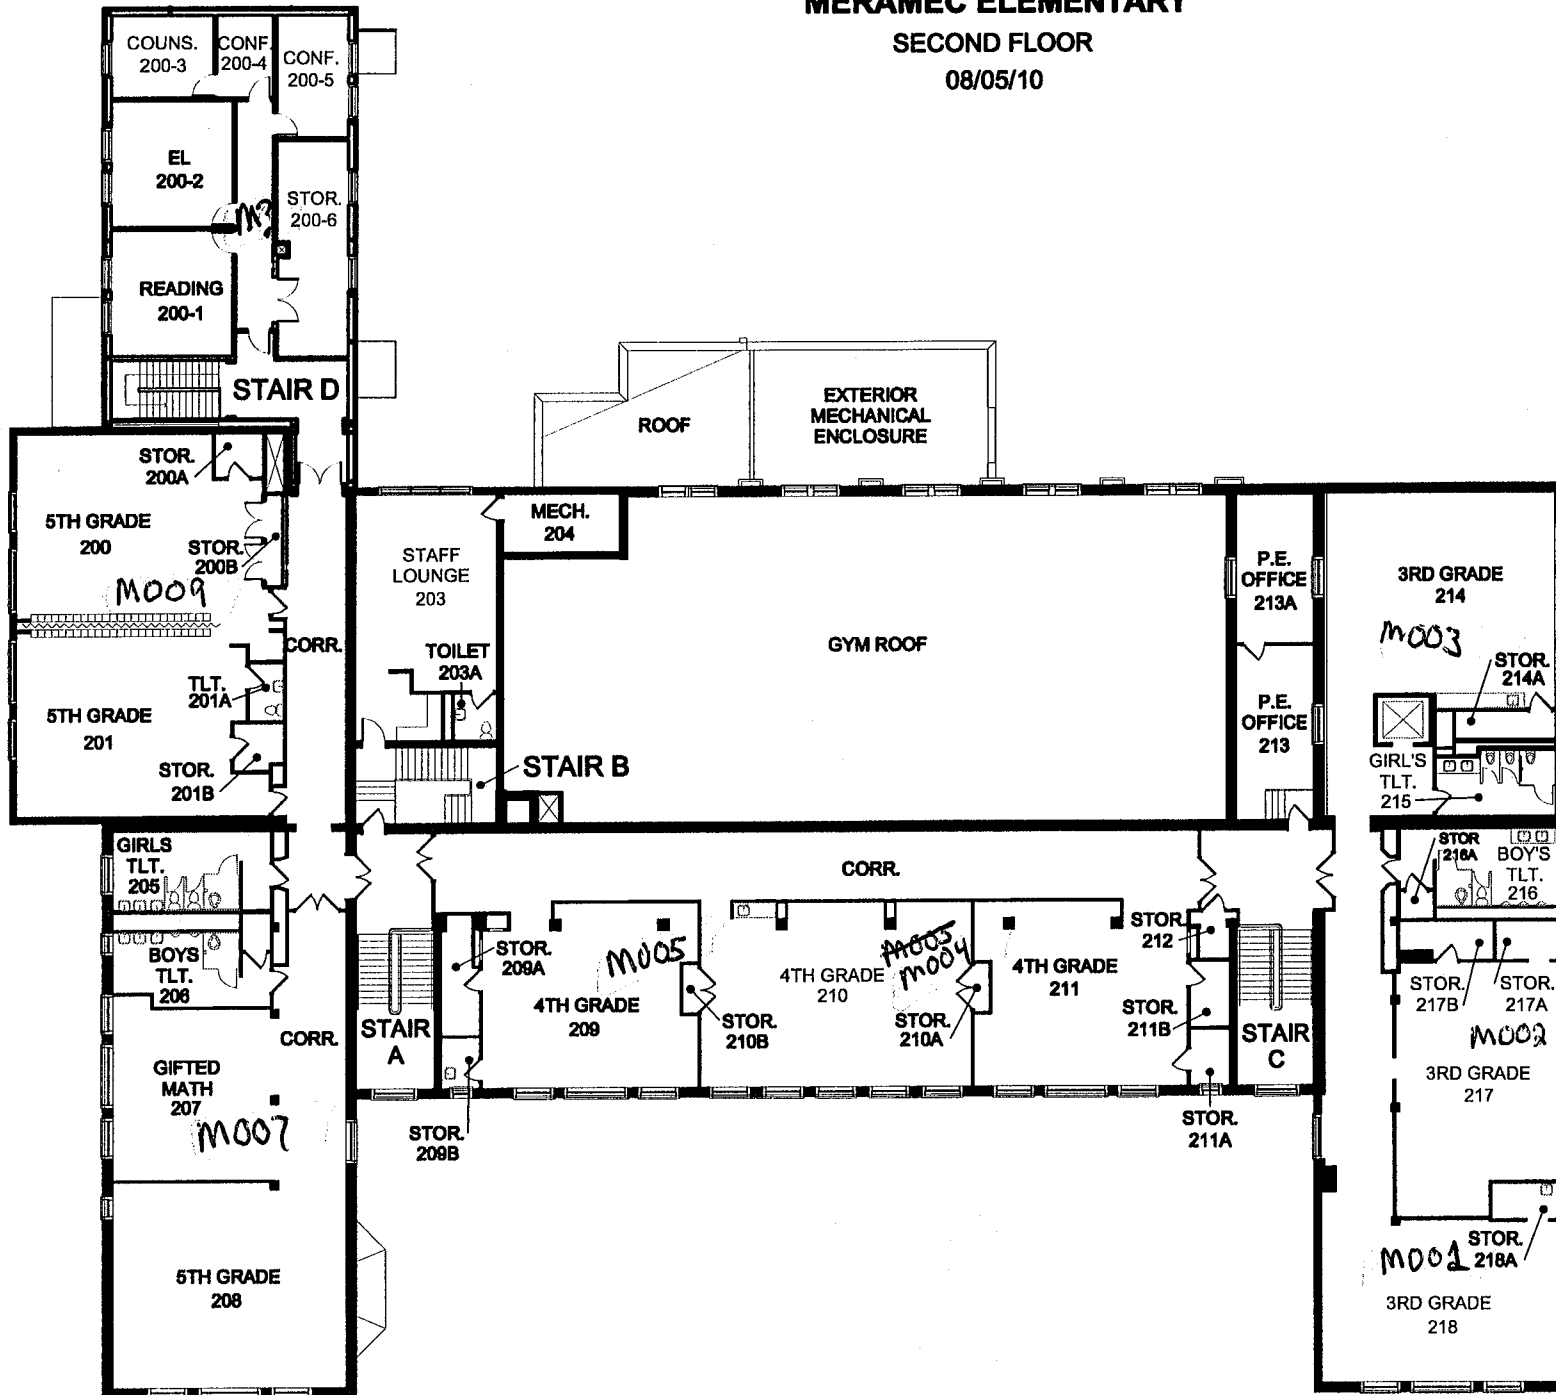 MERAMEC ELEMENTARY
SECOND FLOOR
08/05/10
COUNS.
200-3
CONF.
200-4
CONF.
200-5
EL
200-2
STOR.
200-6
READING
200-1
STAIR D
ROOF
EXTERIOR
MECHANICAL
ENCLOSURE
STOR.
200A
5TH GRADE
200
STOR.
200B
M009
CORR.
STAFF
LOUNGE
203
MECH.
204
TOILET
203A
GYM ROOF
P.E.
OFFICE
213A
P.E.
OFFICE
213
3RD GRADE
214
M003
STOR.
214A
TLT.
201A
5TH GRADE
201
STOR.
201B
STAIR B
GIRL'S
TLT.
215
GIRLS
TLT.
205
CORR.
STOR
216A
BOY'S
TLT.
216
BOYS
TLT.
206
STOR.
209A
M005
4TH GRADE
209
STOR.
210B
M003
M004
4TH GRADE
210
STOR.
210A
4TH GRADE
211
STOR.
212
STOR.
211B
STAIR
A
STAIR
C
STOR.
217B
STOR.
217A
M002
3RD GRADE
217
CORR.
GIFTED
MATH
207
M007
STOR.
209B
STOR.
211A
5TH GRADE
208
M001
STOR.
218A
3RD GRADE
218